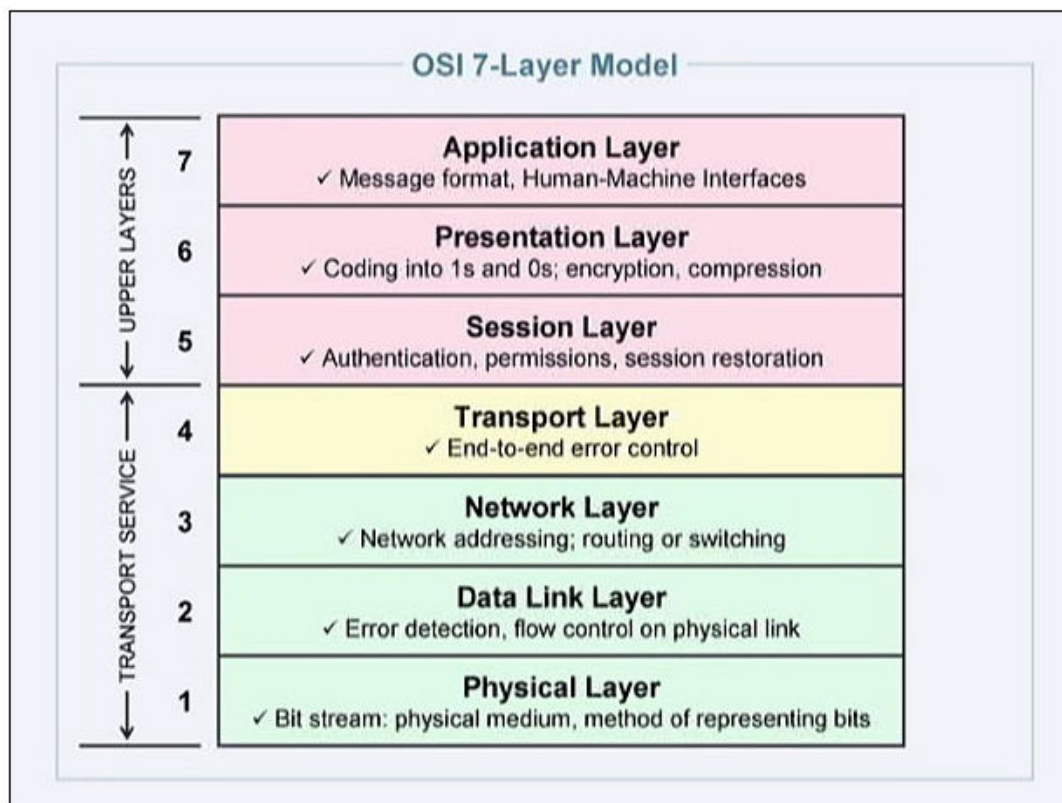 OSI 7-Layer Model
UPPER LAYERS
7
Application Layer
✓ Message format, Human-Machine Interfaces
6
Presentation Layer
✓ Coding into 1s and 0s; encryption, compression
5
Session Layer
✓ Authentication, permissions, session restoration
TRANSPORT SERVICE
4
Transport Layer
✓ End-to-end error control
3
Network Layer
✓ Network addressing; routing or switching
2
Data Link Layer
✓ Error detection, flow control on physical link
1
Physical Layer
✓ Bit stream: physical medium, method of representing bits